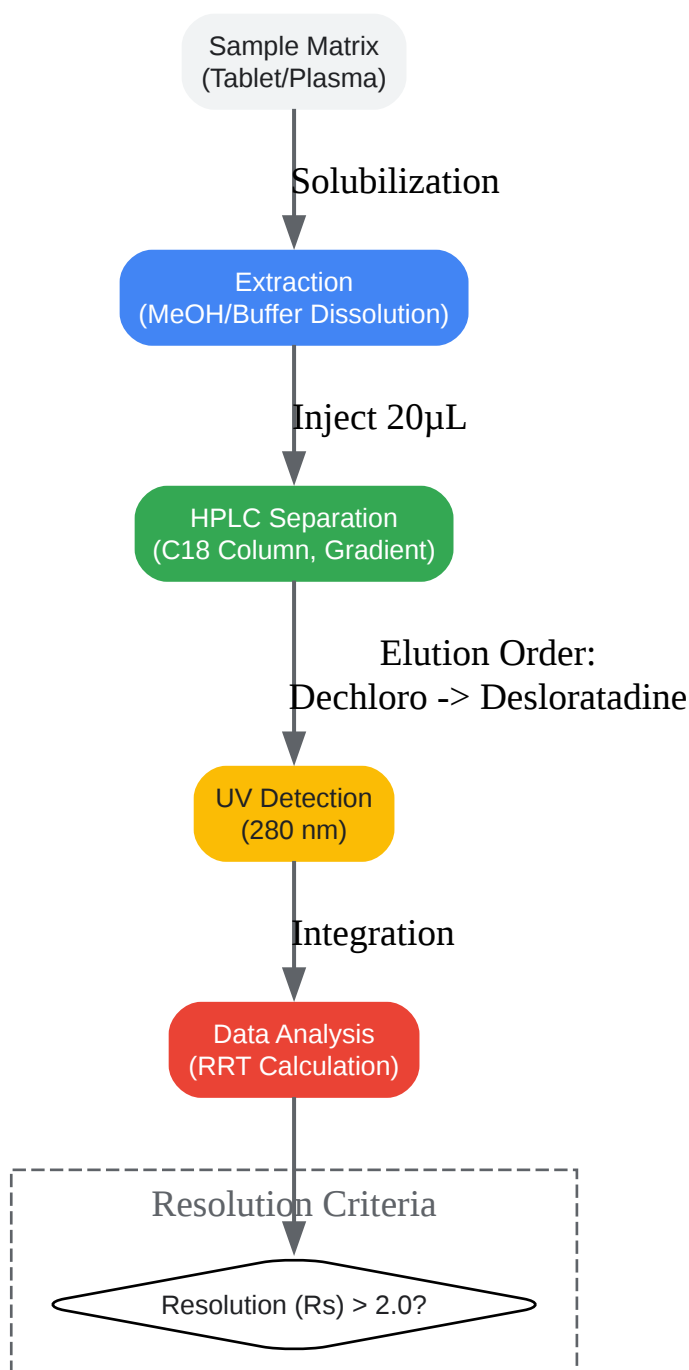 Sample Matrix
(Tablet/Plasma)
Solubilization
Extraction
(MeOH/Buffer Dissolution)
Inject 20µL
HPLC Separation
(C18 Column, Gradient)
Elution Order:
Dechloro -> Desloratadine
UV Detection
(280 nm)
Integration
Data Analysis
(RRT Calculation)
Resolution Criteria
Resolution (Rs) > 2.0?